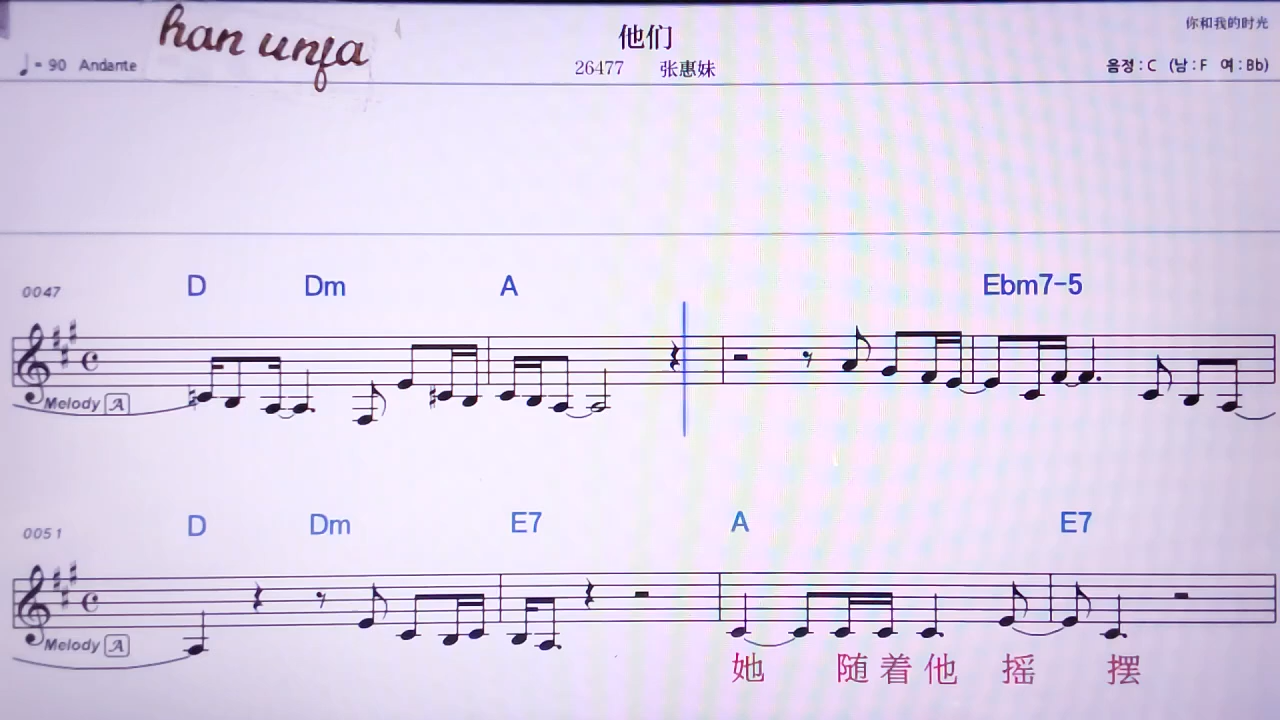 han unfa
他们
你和我的时光
♩= 90 Andante
26477 张惠妹
음정 : C (남 : F 여 : Bb)
0047 D Dm A Ebm7-5
Melody A
0051 D Dm E7 A E7
Melody A
她 随 着 他 摇 摆